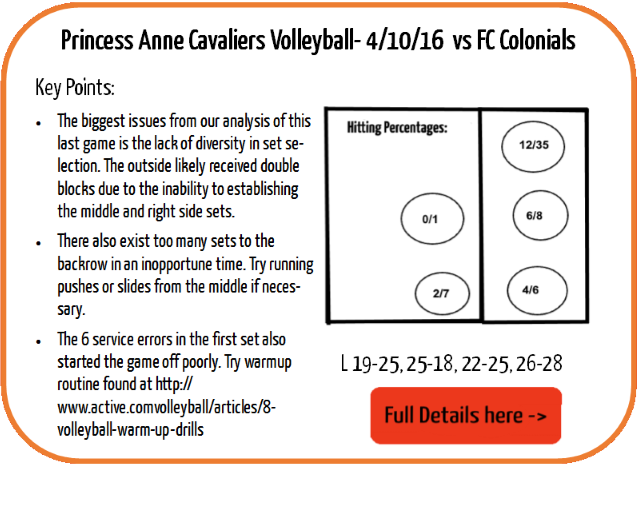 Princess Anne Cavaliers Volleyball- 4/10/16 vs FC Colonials
Key Points:
• The biggest issues from our analysis of this
last game is the lack of diversity in set se-
lection. The outside likely received double
blocks due to the inability to establishing
the middle and right side sets.
• There also exist too many sets to the
backrow in an inopportune time. Try running
pushes or slides from the middle if neces-
sary.
• The 6 service errors in the first set also
started the game off poorly. Try warmup
routine found at http://
www.active.comvolleyball/articles/8-
volleyball-warm-up-drills
Hitting Percentages:
12/35
0/1
6/8
2/7
4/6
L 19-25, 25-18, 22-25, 26-28
Full Details here ->